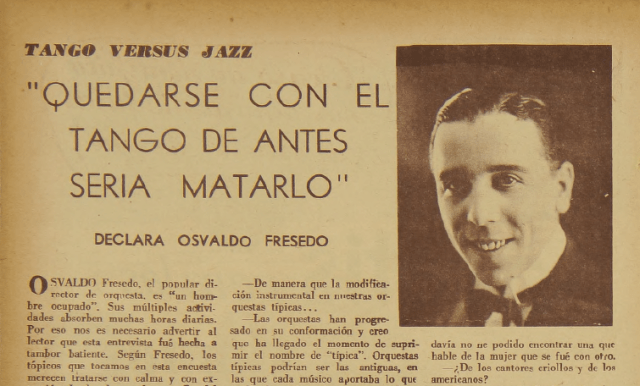 TANGO VERSUS JAZZ
"QUEDARSE CON EL
TANGO DE ANTES
SERIA MATARLO"
DECLARA OSVALDO FRESEDO
OSVALDO Fresedo, el popular di-
rector de orquesta, es "un hom-
bre ocupado". Sus múltiples activi-
dades absorben muchas horas diarias.
Por eso nos es necesario advertir al
lector que esta entrevista fué hecha a
tambor batiente. Según Fresedo, los
tópicos que tocamos en esta encuesta
merecen tratarse con calma y con ex-
—De manera que la modifica-
ción instrumental en nuestras or-
questas típicas...
—Las orquestas han progre-
sado en su conformación y creo
que ha llegado el momento de supri-
mir el nombre de "típica". Orquestas
típicas podrían ser las antiguas, en
las que cada músico aportaba lo que
davía no he podido encontrar una que
hable de la mujer que se fué con otro.
—¿De los cantores criollos y de los
americanos?